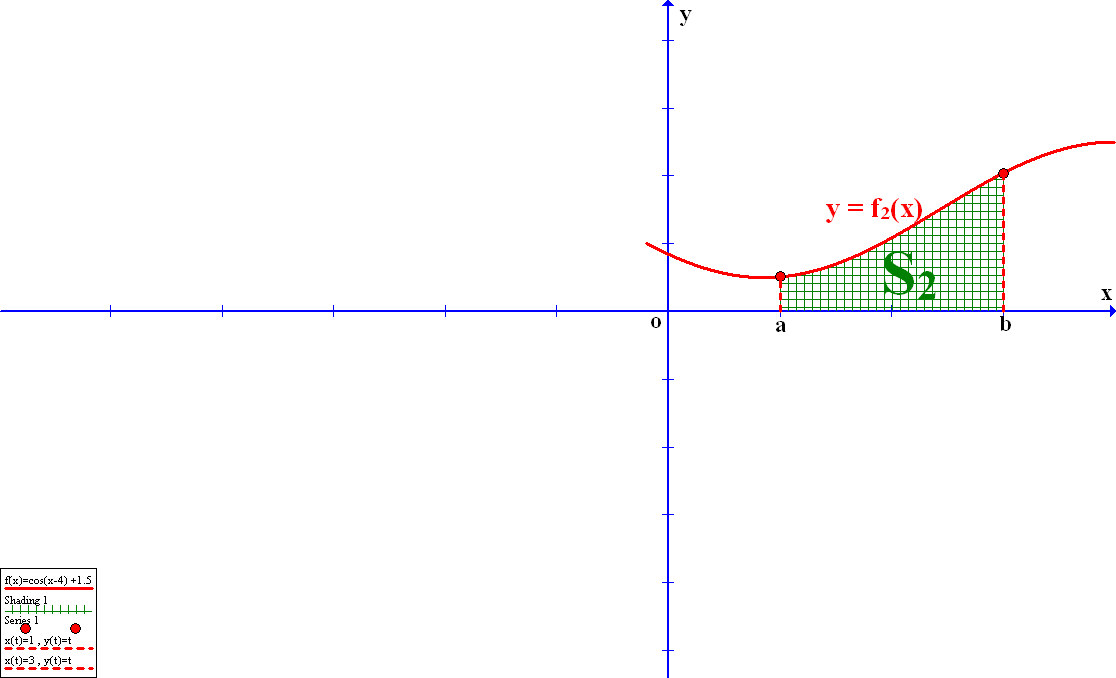 y
y = f₂(x)
S₂
x
o
a
b
f(x)=cos(x-4) +1.5
Shading 1
Series 1
x(t)=1 , y(t)=t
x(t)=3 , y(t)=t